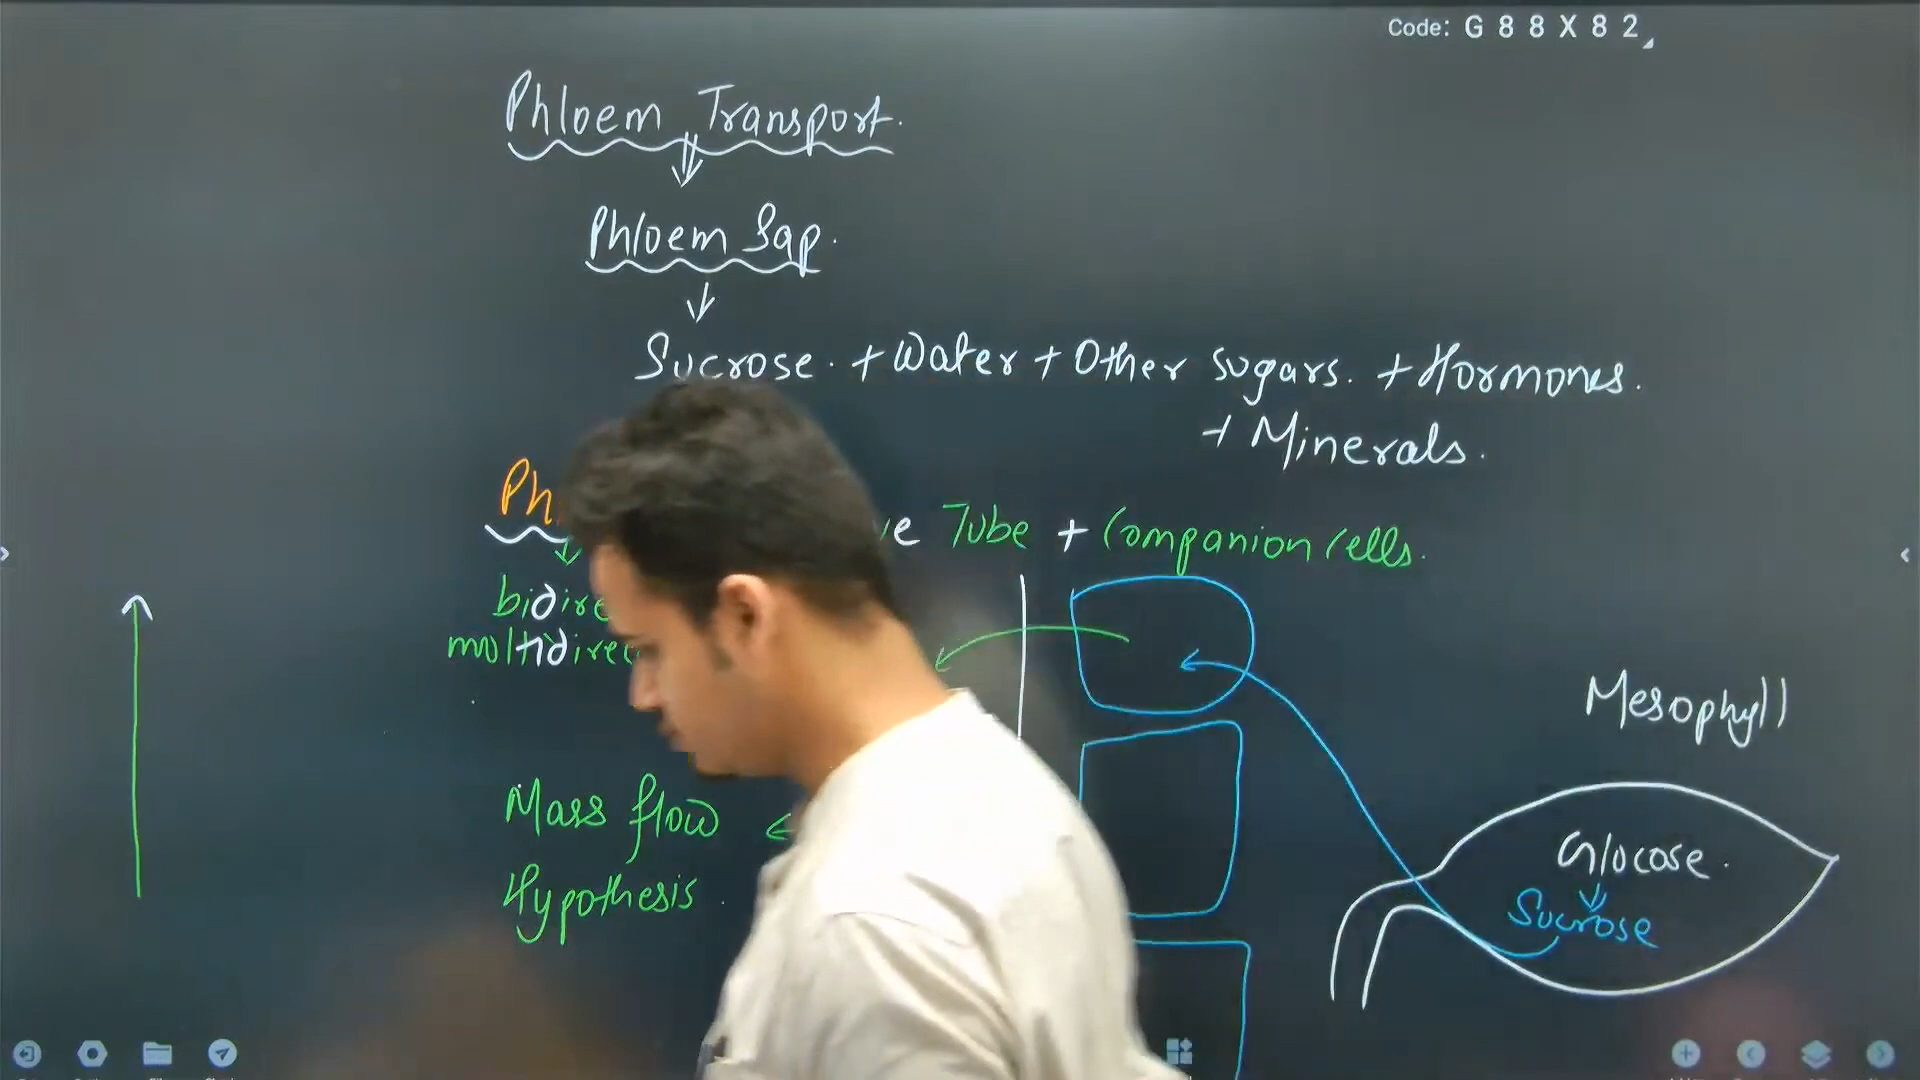 Code: G 8 8 X 8 2
Phloem Transport.
Phloem Sap.
Sucrose. + Water + Other sugars. + Hormones.
+ Minerals.
Tube + Companion Cells.
Mesophyll
Mass flow
Hypothesis.
Glucose.
Sucrose